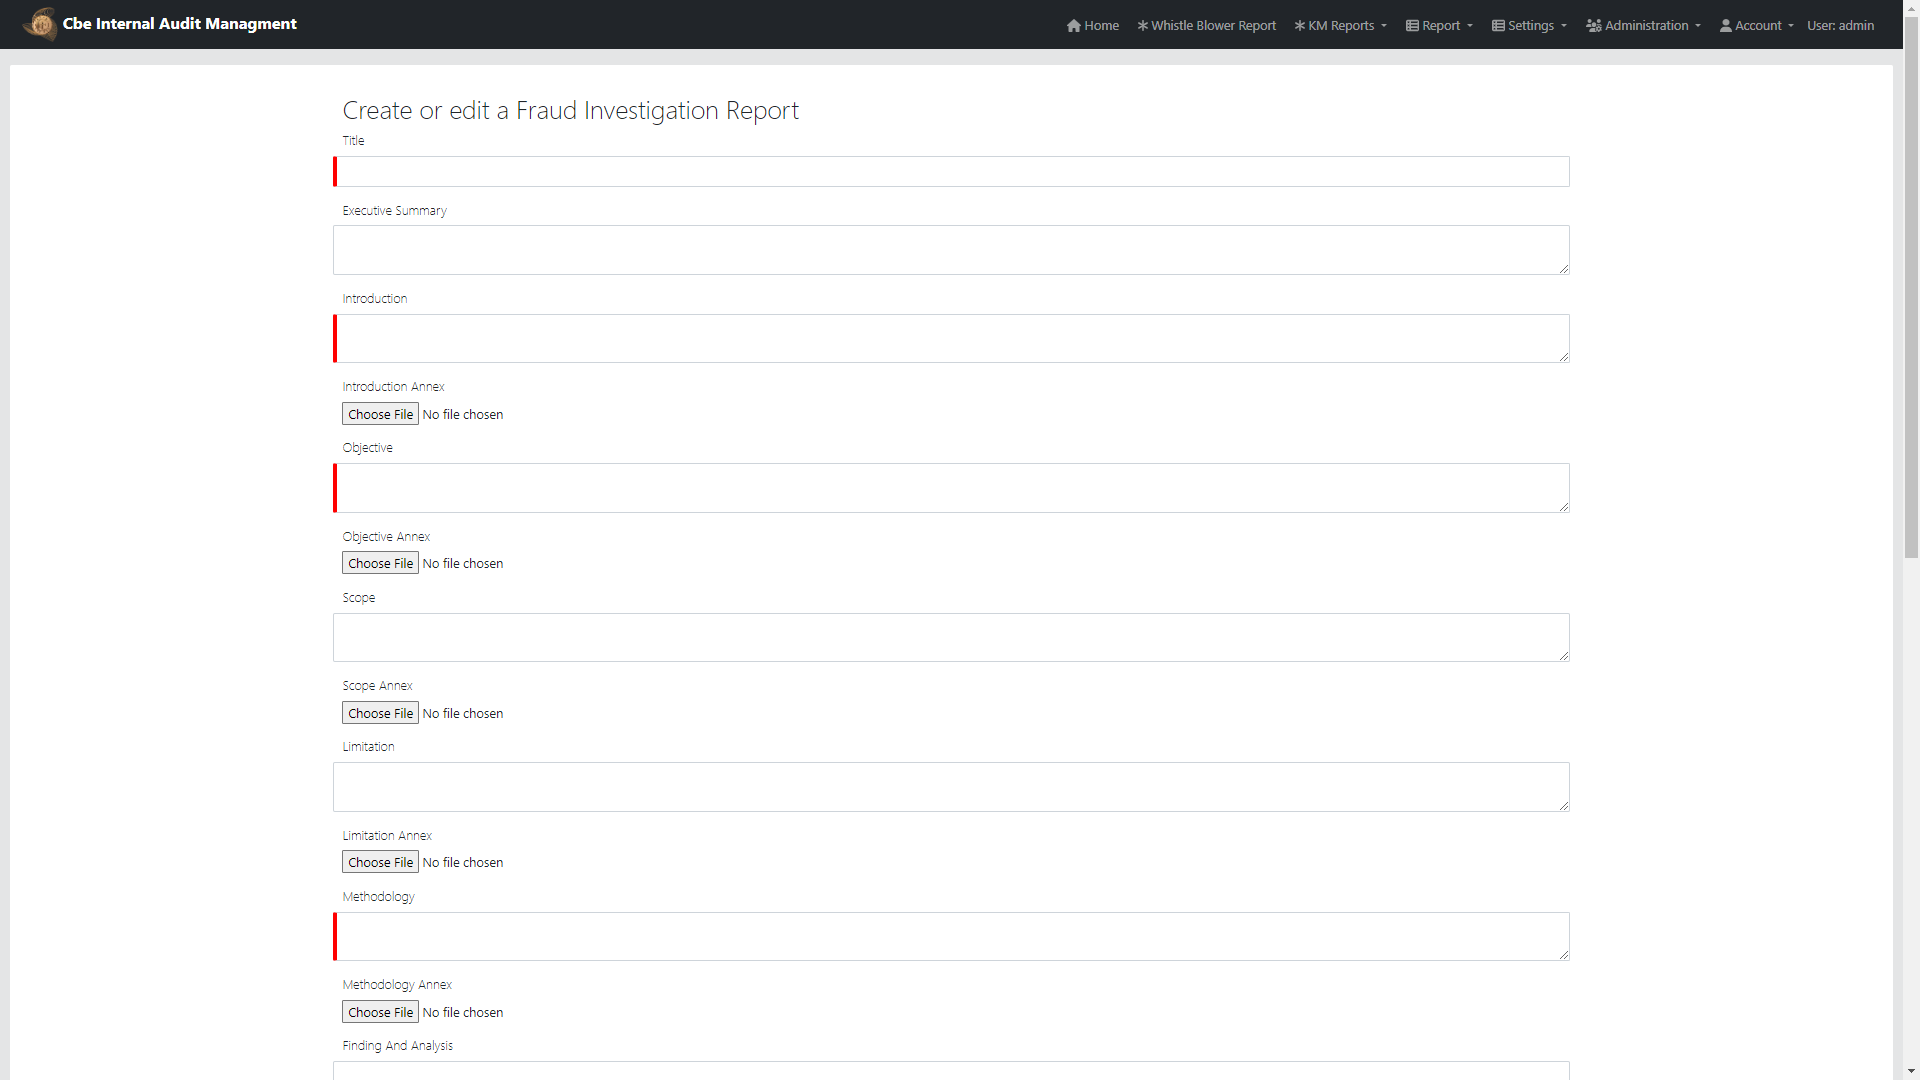 Cbe Internal Audit Managment
Home Whistle Blower Report KM Reports Report Settings Administration Account User: admin
Create or edit a Fraud Investigation Report
Title
Executive Summary
Introduction
Introduction Annex
Choose File No file chosen
Objective
Objective Annex
Choose File No file chosen
Scope
Scope Annex
Choose File No file chosen
Limitation
Limitation Annex
Choose File No file chosen
Methodology
Methodology Annex
Choose File No file chosen
Finding And Analysis